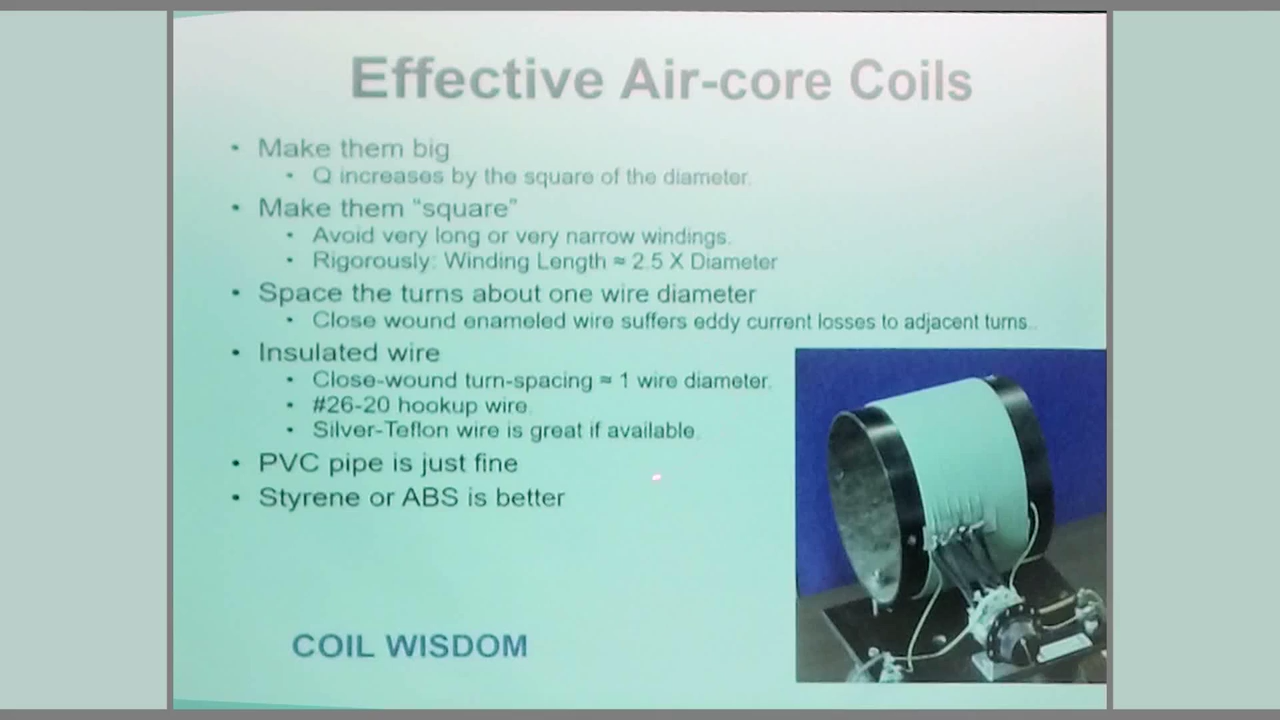 Effective Air-core Coils
• Make them big
• Q increases by the square of the diameter.
• Make them “square”
• Avoid very long or very narrow windings.
• Rigorously: Winding Length ≈ 2.5 X Diameter
• Space the turns about one wire diameter
• Close wound enameled wire suffers eddy current losses to adjacent turns..
• Insulated wire
• Close-wound turn-spacing ≈ 1 wire diameter.
• #26-20 hookup wire.
• Silver-Teflon wire is great if available.
• PVC pipe is just fine
• Styrene or ABS is better
COIL WISDOM